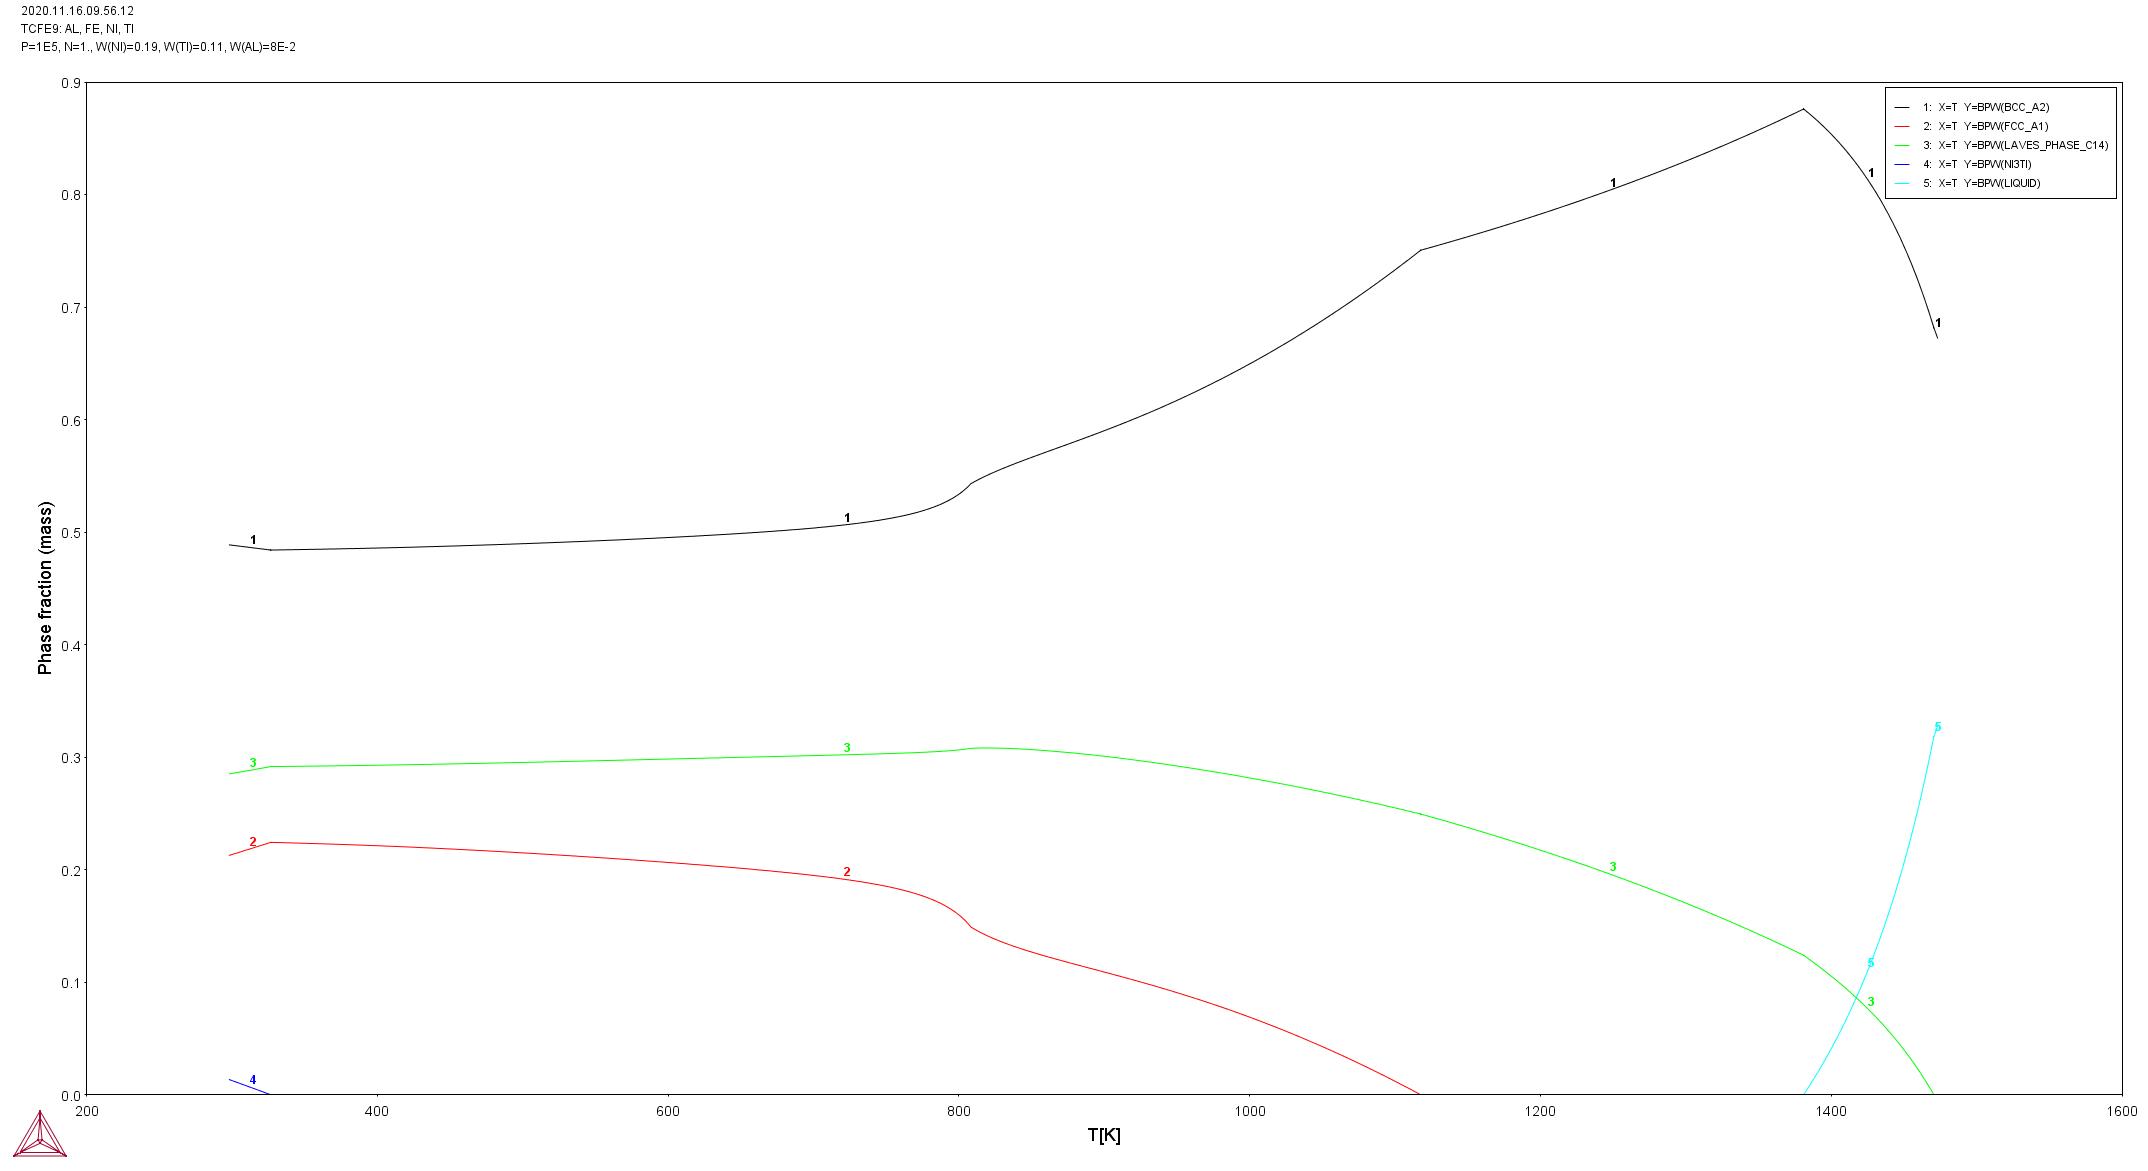 2020.11.16.09.56.12
TCFE9: AL, FE, NI, TI
P=1E5, N=1., W(NI)=0.19, W(TI)=0.11, W(AL)=8E-2
1: X=T Y=BPW(BCC_A2)
2: X=T Y=BPW(FCC_A1)
3: X=T Y=BPW(LAVES_PHASE_C14)
4: X=T Y=BPW(NI3TI)
5: X=T Y=BPW(LIQUID)
Phase fraction (mass)
0.9
0.8
0.7
0.6
0.5
0.4
0.3
0.2
0.1
0.0
1
1
1
1
1
3
3
3
3
2
2
4
5
5
200 400 600 800 1000 1200 1400 1600
T[K]